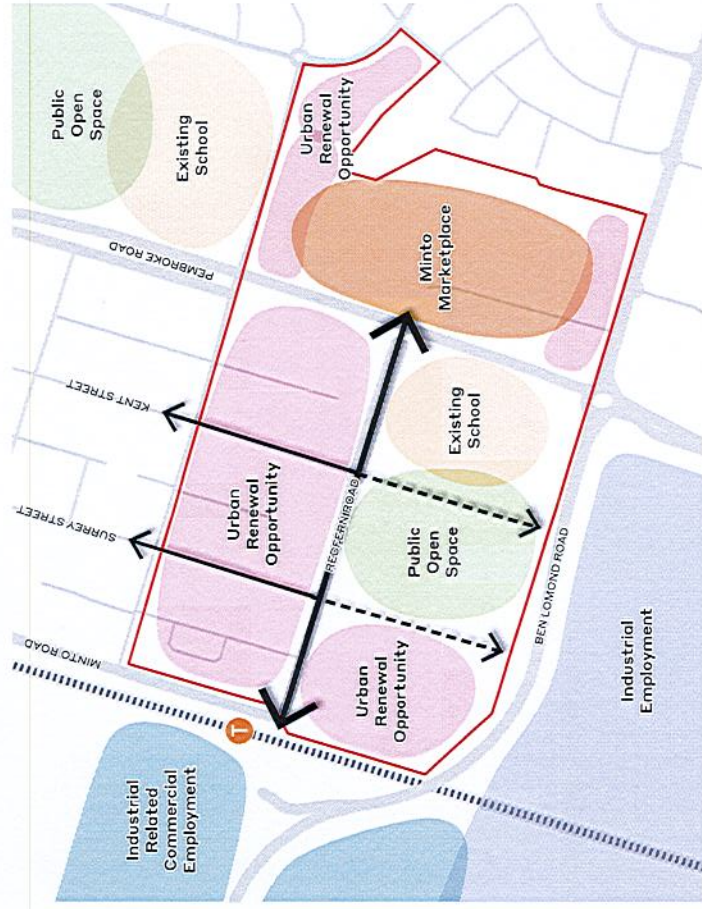 Public
Open
Space
MINTO ROAD
SURREY STREET
KENT STREET
PEMBROKE ROAD
Existing
School
Industrial
Related
Commercial
Employment
T
Urban
Renewal
Opportunity
Urban
Renewal
Opportunity
REDFERN ROAD
Urban
Renewal
Opportunity
Public
Open
Space
Existing
School
Minto
Marketplace
BEN LOMOND ROAD
Industrial
Employment